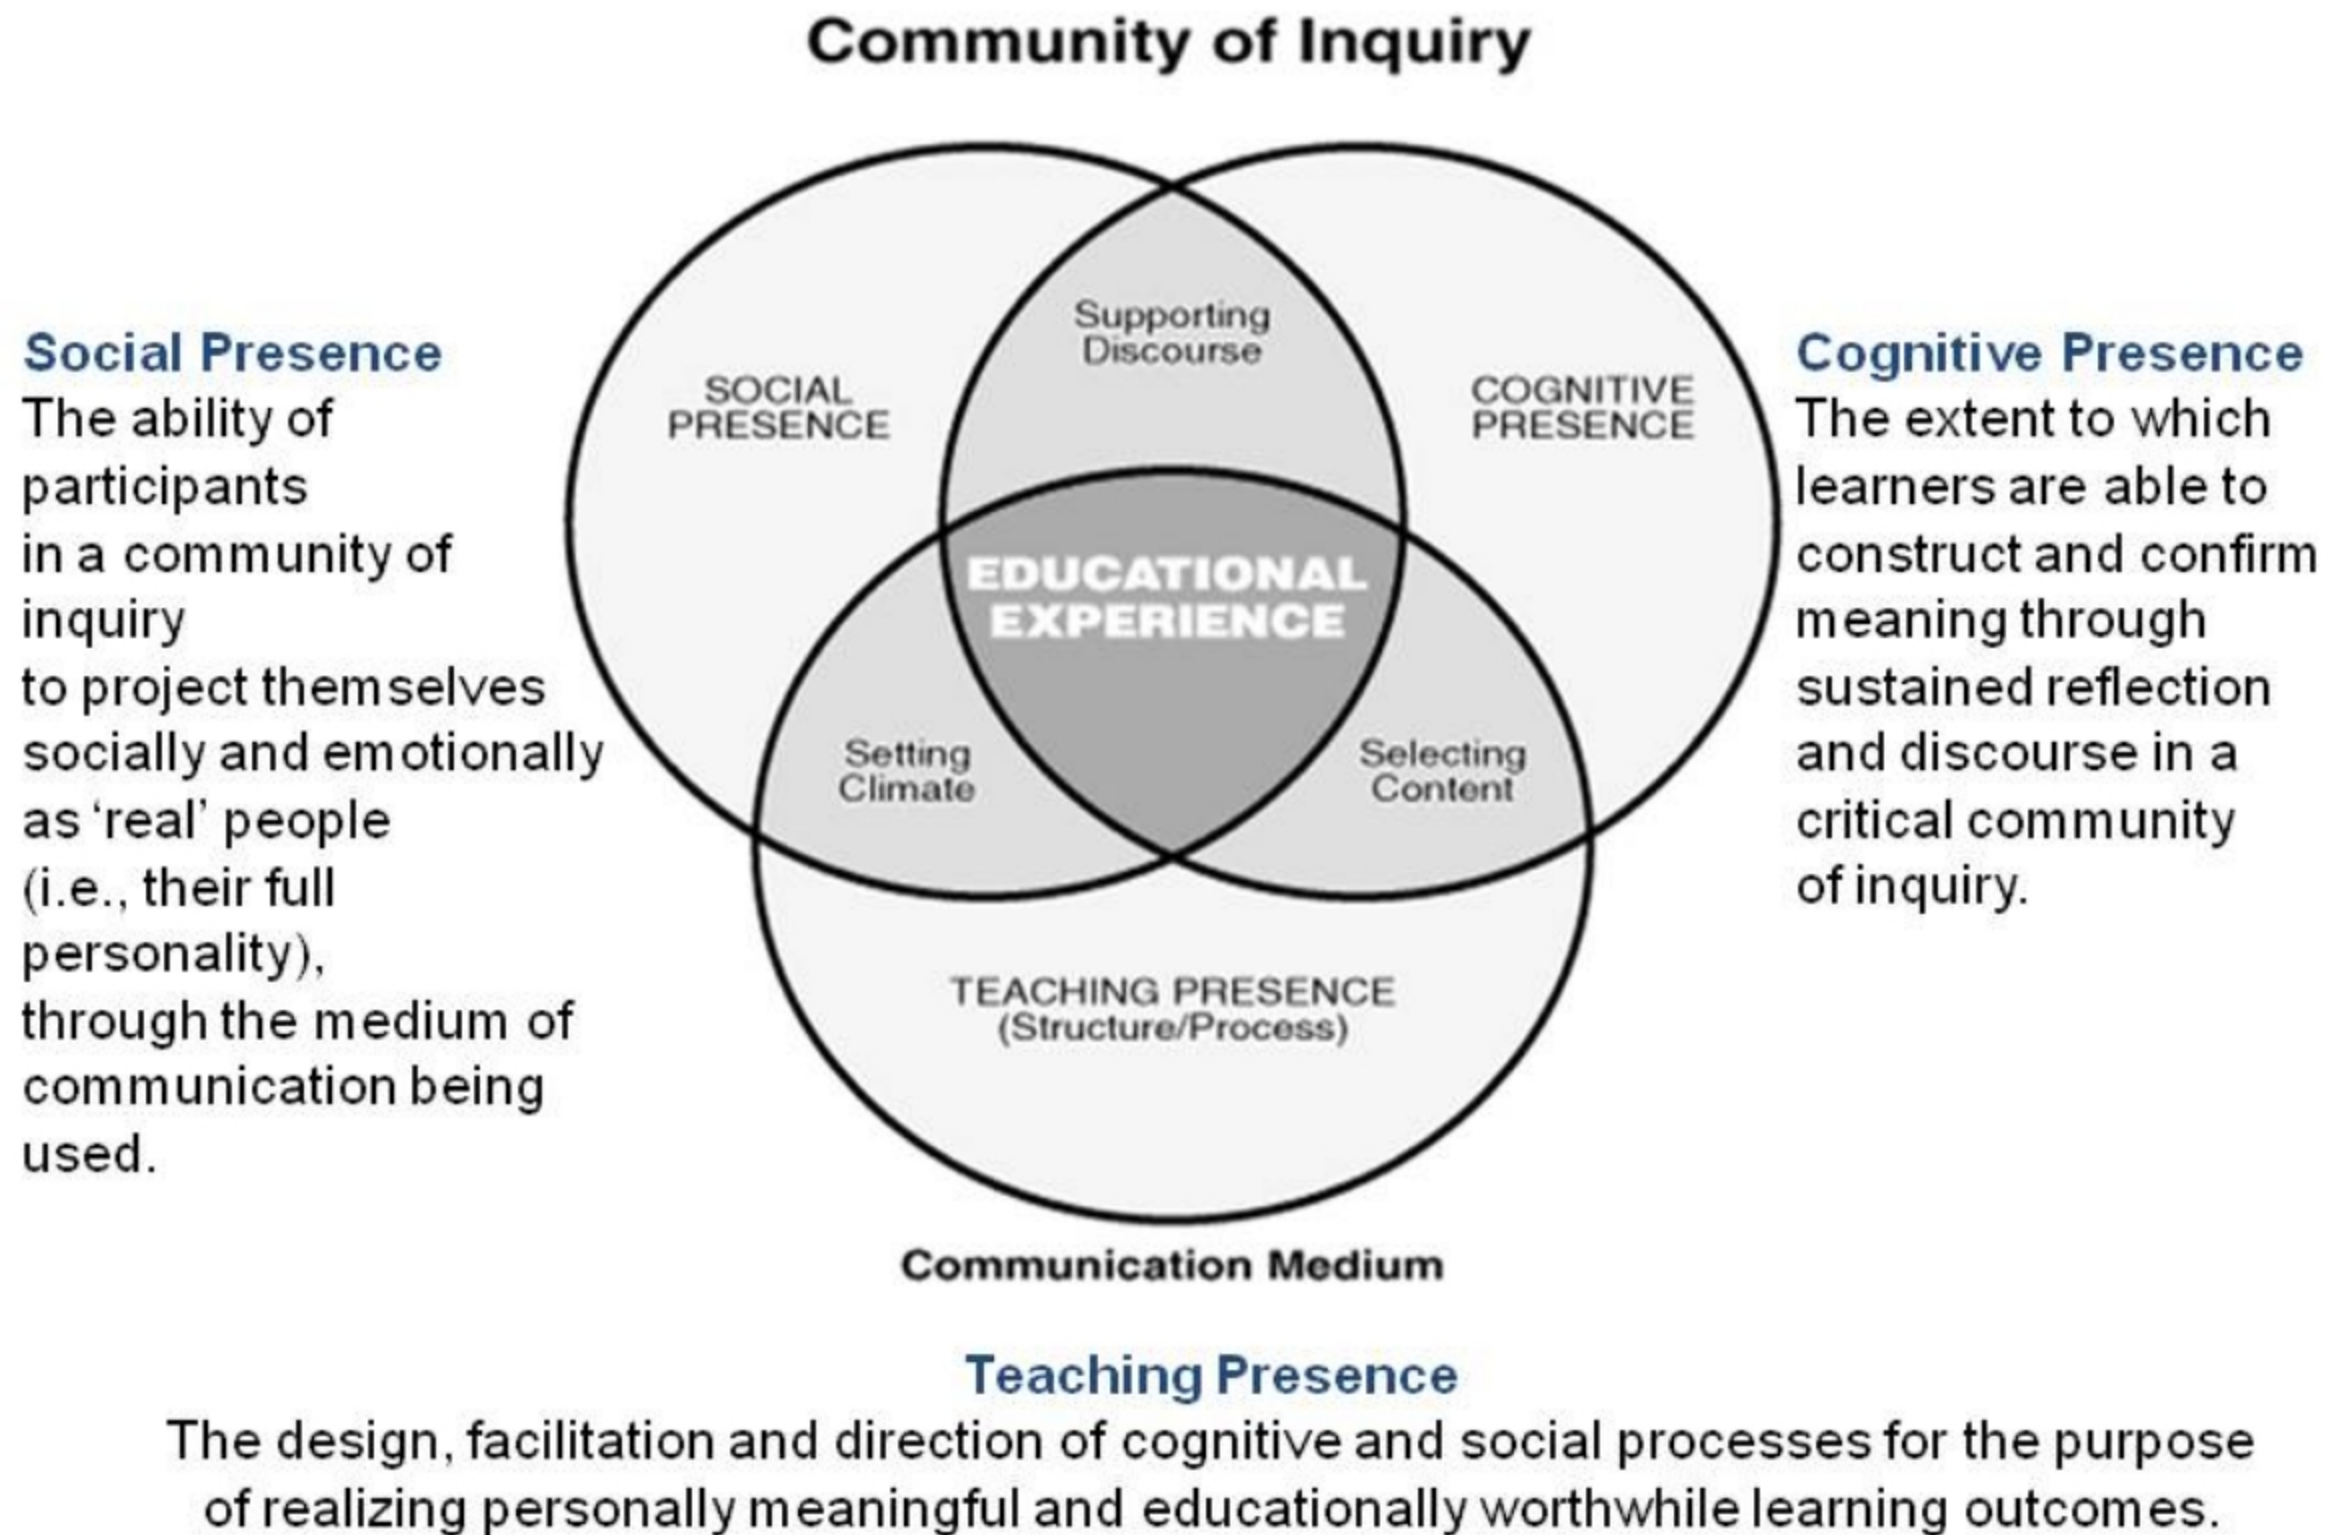 Community of Inquiry
Social Presence
The ability of
participants
in a community of
inquiry
to project themselves
socially and emotionally
as ‘real’ people
(i.e., their full
personality),
through the medium of
communication being
used.
SOCIAL
PRESENCE
Supporting
Discourse
COGNITIVE
PRESENCE
EDUCATIONAL
EXPERIENCE
Setting
Climate
Selecting
Content
TEACHING PRESENCE
(Structure/Process)
Cognitive Presence
The extent to which
learners are able to
construct and confirm
meaning through
sustained reflection
and discourse in a
critical community
of inquiry.
Communication Medium
Teaching Presence
The design, facilitation and direction of cognitive and social processes for the purpose
of realizing personally meaningful and educationally worthwhile learning outcomes.